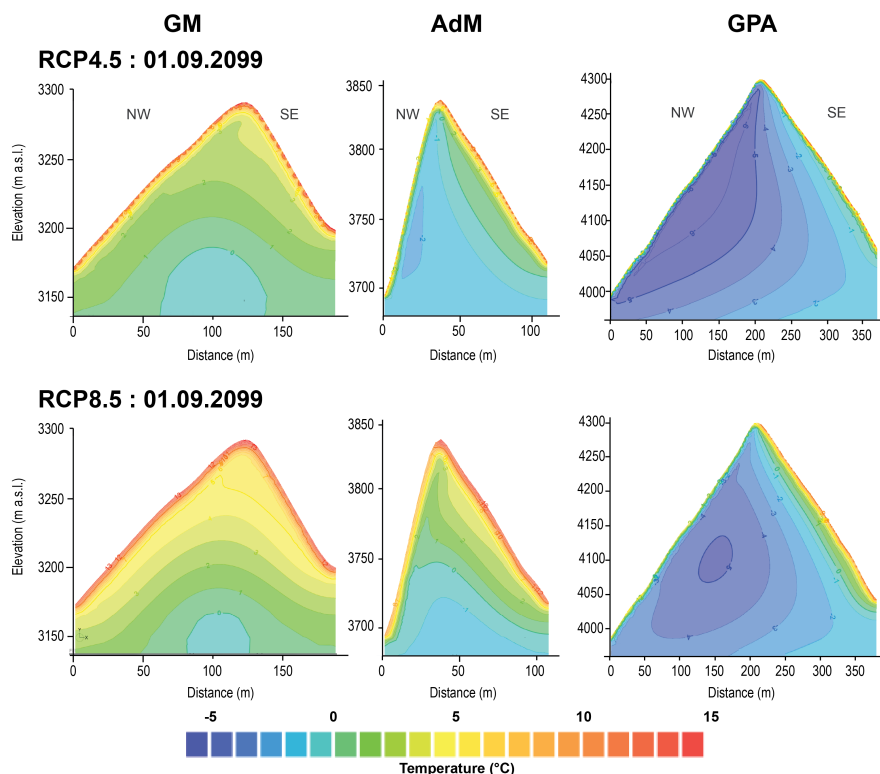 GM AdM GPA
RCP4.5 : 01.09.2099
3300
3250
3200
3150
Elevation (m a.s.l.)
NW SE
0 50 100 150
Distance (m)
3850
3800
3750
3700
NW SE
0 50 100
Distance (m)
4300
4250
4200
4150
4100
4050
4000
NW SE
0 50 100 150 200 250 300 350
Distance (m)
RCP8.5 : 01.09.2099
3300
3250
3200
3150
Elevation (m a.s.l.)
0 50 100 150
Distance (m)
3850
3800
3750
3700
0 50 100
Distance (m)
4300
4250
4200
4150
4100
4050
4000
0 50 100 150 200 250 300 350
Distance (m)
-5 0 5 10 15
Temperature (°C)